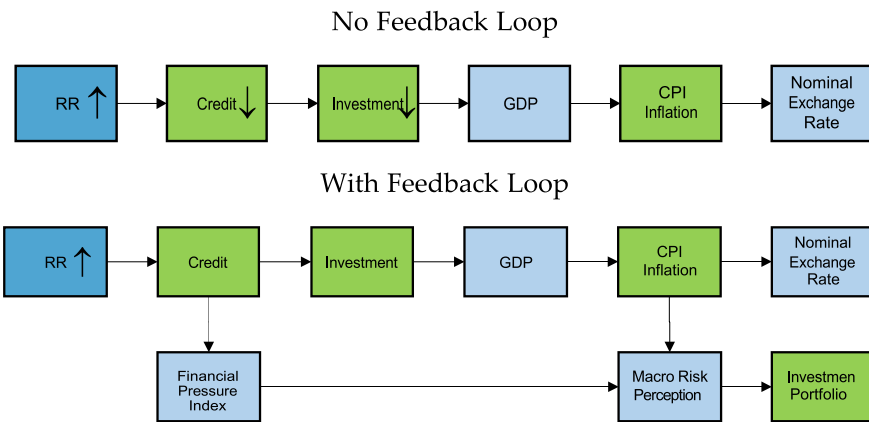 No Feedback Loop
RR ↑
Credit ↓
Investment ↓
GDP
CPI
Inflation
Nominal
Exchange
Rate
With Feedback Loop
RR ↑
Credit
Investment
GDP
CPI
Inflation
Nominal
Exchange
Rate
Financial
Pressure
Index
Macro Risk
Perception
Investmen
Portfolio